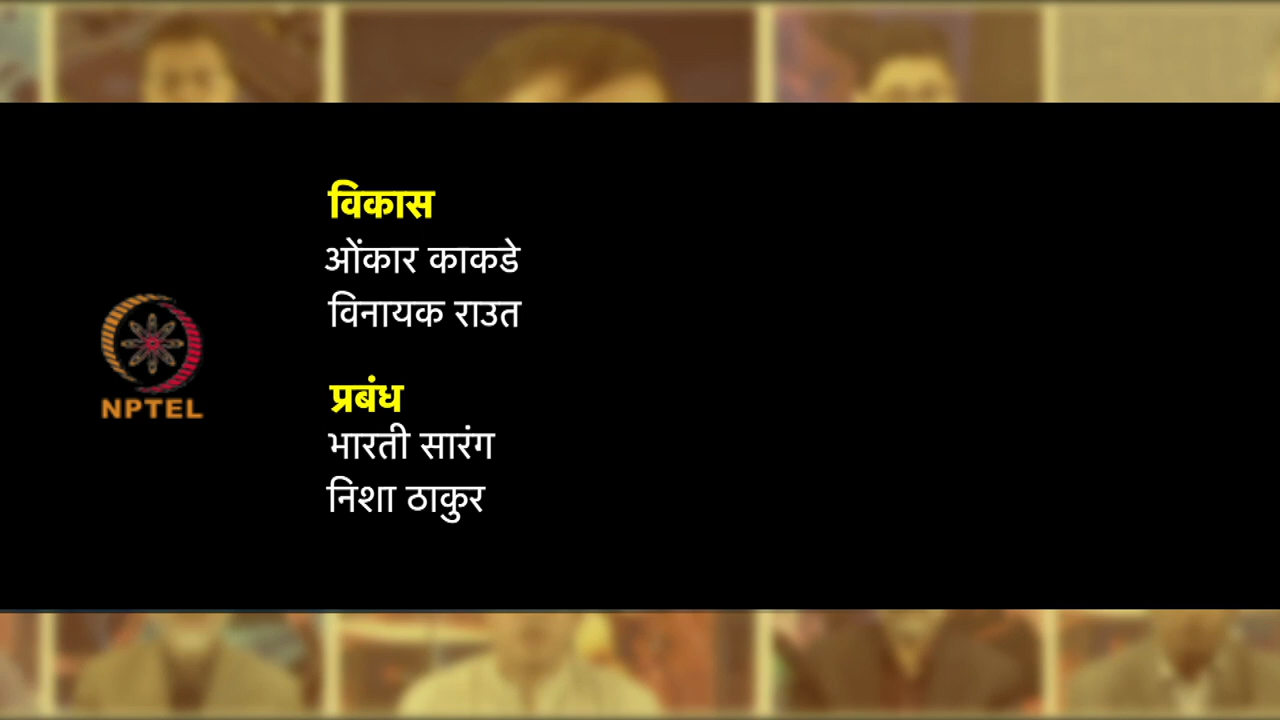 विकास
ओंकार काकडे
विनायक राउत
NPTEL
प्रबंध
भारती सारंग
निशा ठाकुर